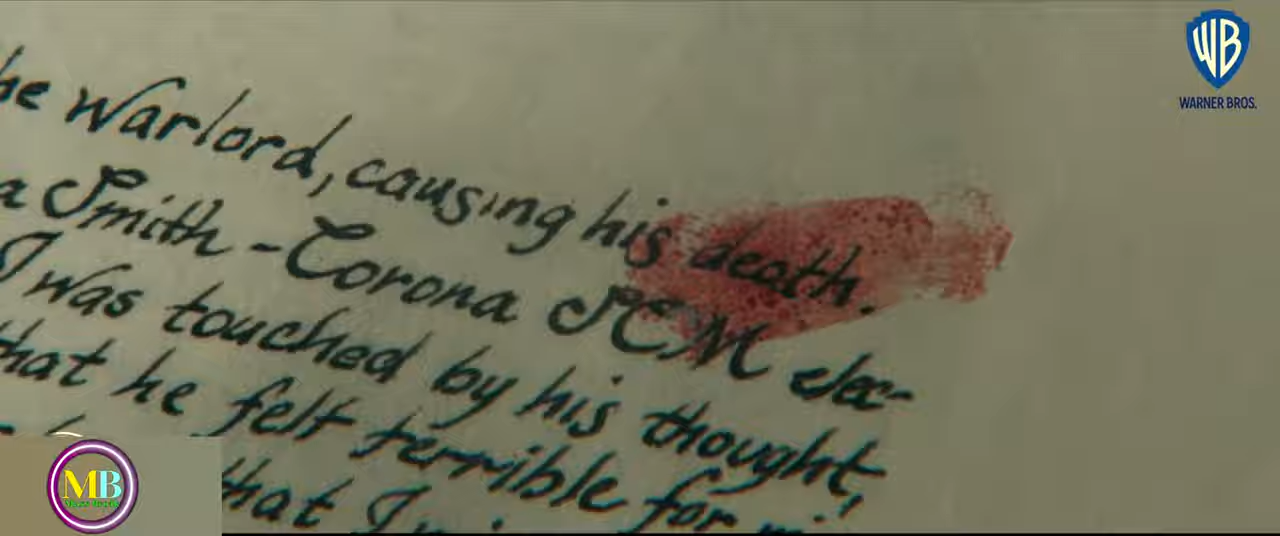 he Warlord, causing his death.
a Smith-Corona SCM elec-
I was touched by his thought,
that he felt terrible for
that I
WB
WARNER BROS.
MB